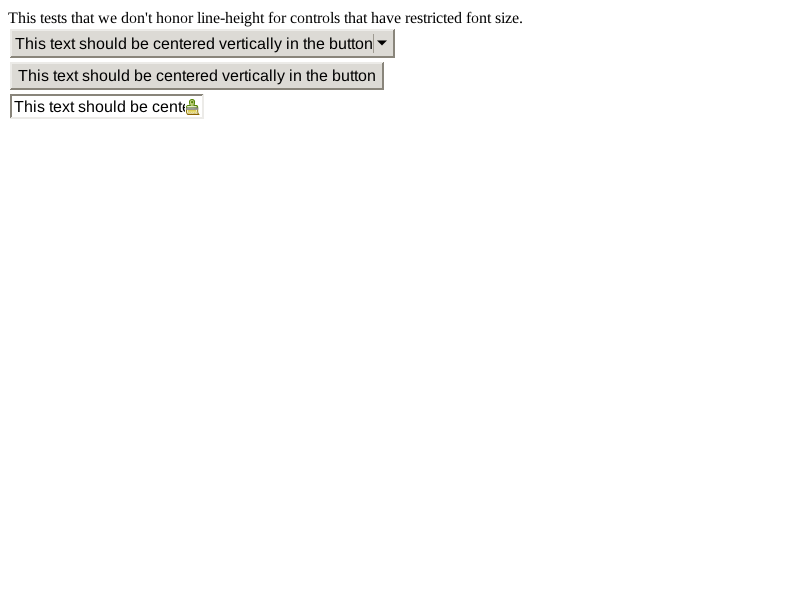 This tests that we don't honor line-height for controls that have restricted font size.
This text should be centered vertically in the button
This text should be centered vertically in the button
This text should be cente